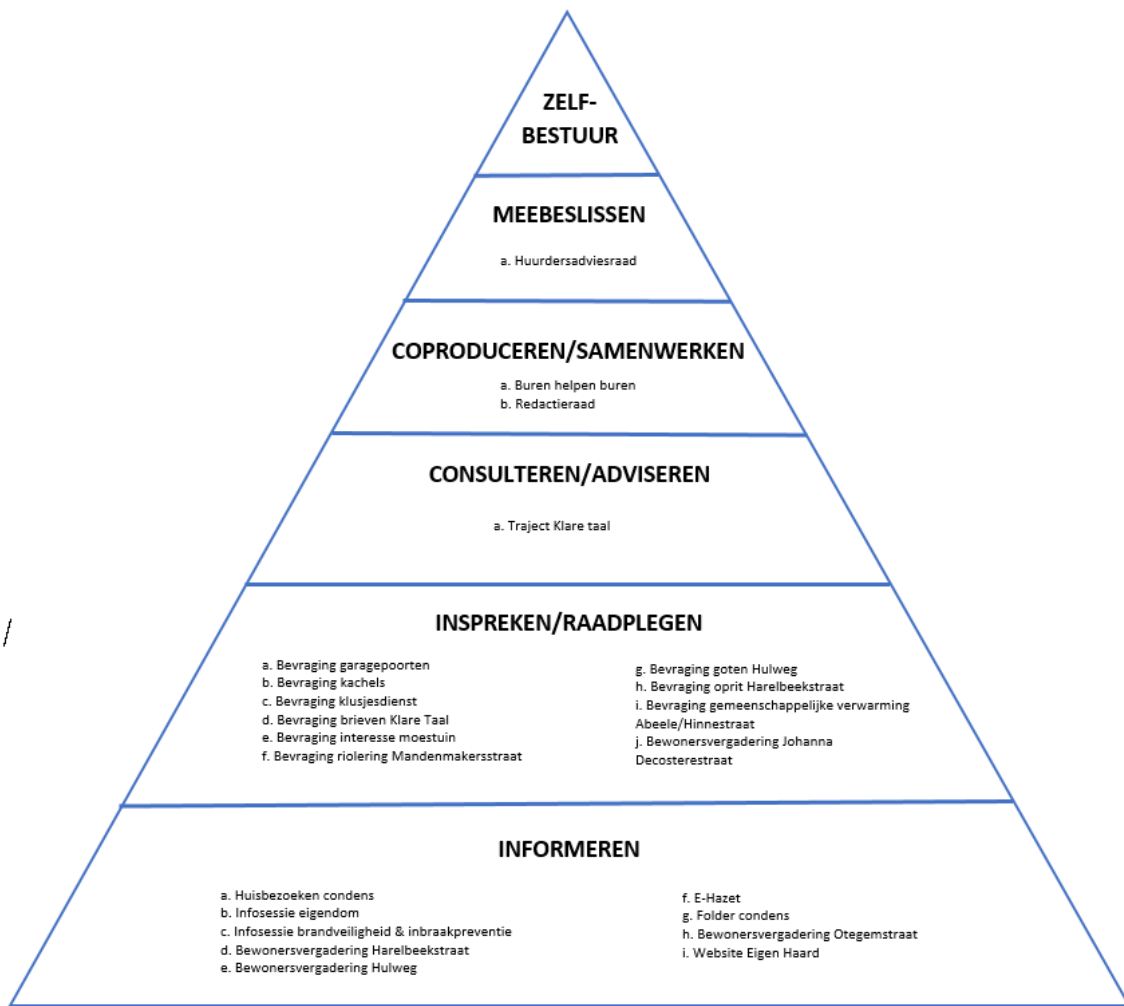 ZELF-
BESTUUR
MEEBESLISSEN
a. Huurdersadviesraad
COPRODUCEREN/SAMENWERKEN
a. Buren helpen buren
b. Redactieraad
CONSULTEREN/ADVISEREN
a. Traject Klare taal
/
INSPREKEN/RAADPLEGEN
a. Bevraging garagepoorten
b. Bevraging kachels
c. Bevraging klusjesdienst
d. Bevraging brieven Klare Taal
e. Bevraging interesse moestuin
f. Bevraging riolering Mandenmakersstraat
g. Bevraging goten Hulweg
h. Bevraging oprit Harelbeekstraat
i. Bevraging gemeenschappelijke verwarming
Abeele/Hinnestraat
j. Bewonersvergadering Johanna
Decosterestraat
INFORMEREN
a. Huisbezoeken condens
b. Infosessie eigendom
c. Infosessie brandveiligheid & inbraakpreventie
d. Bewonersvergadering Harelbeekstraat
e. Bewonersvergadering Hulweg
f. E-Hazet
g. Folder condens
h. Bewonersvergadering Otegemstraat
i. Website Eigen Haard